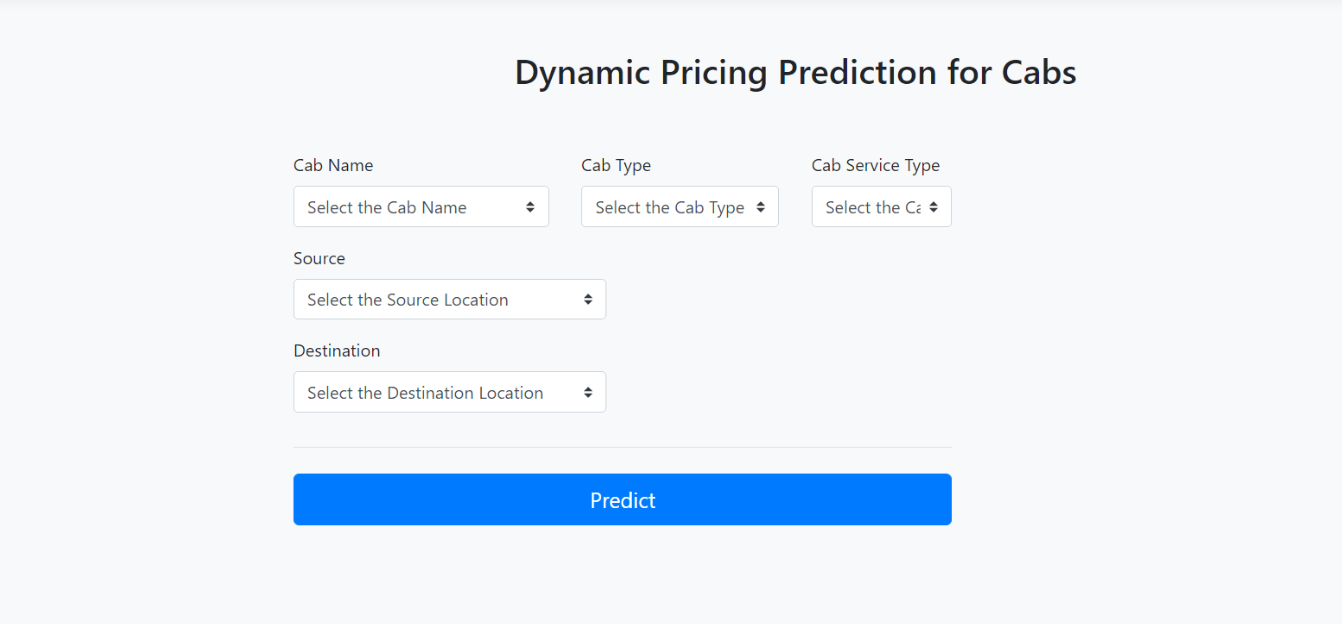 Dynamic Pricing Prediction for Cabs
Cab Name Cab Type Cab Service Type
Select the Cab Name Select the Cab Type Select the Ca
Source
Select the Source Location
Destination
Select the Destination Location
Predict